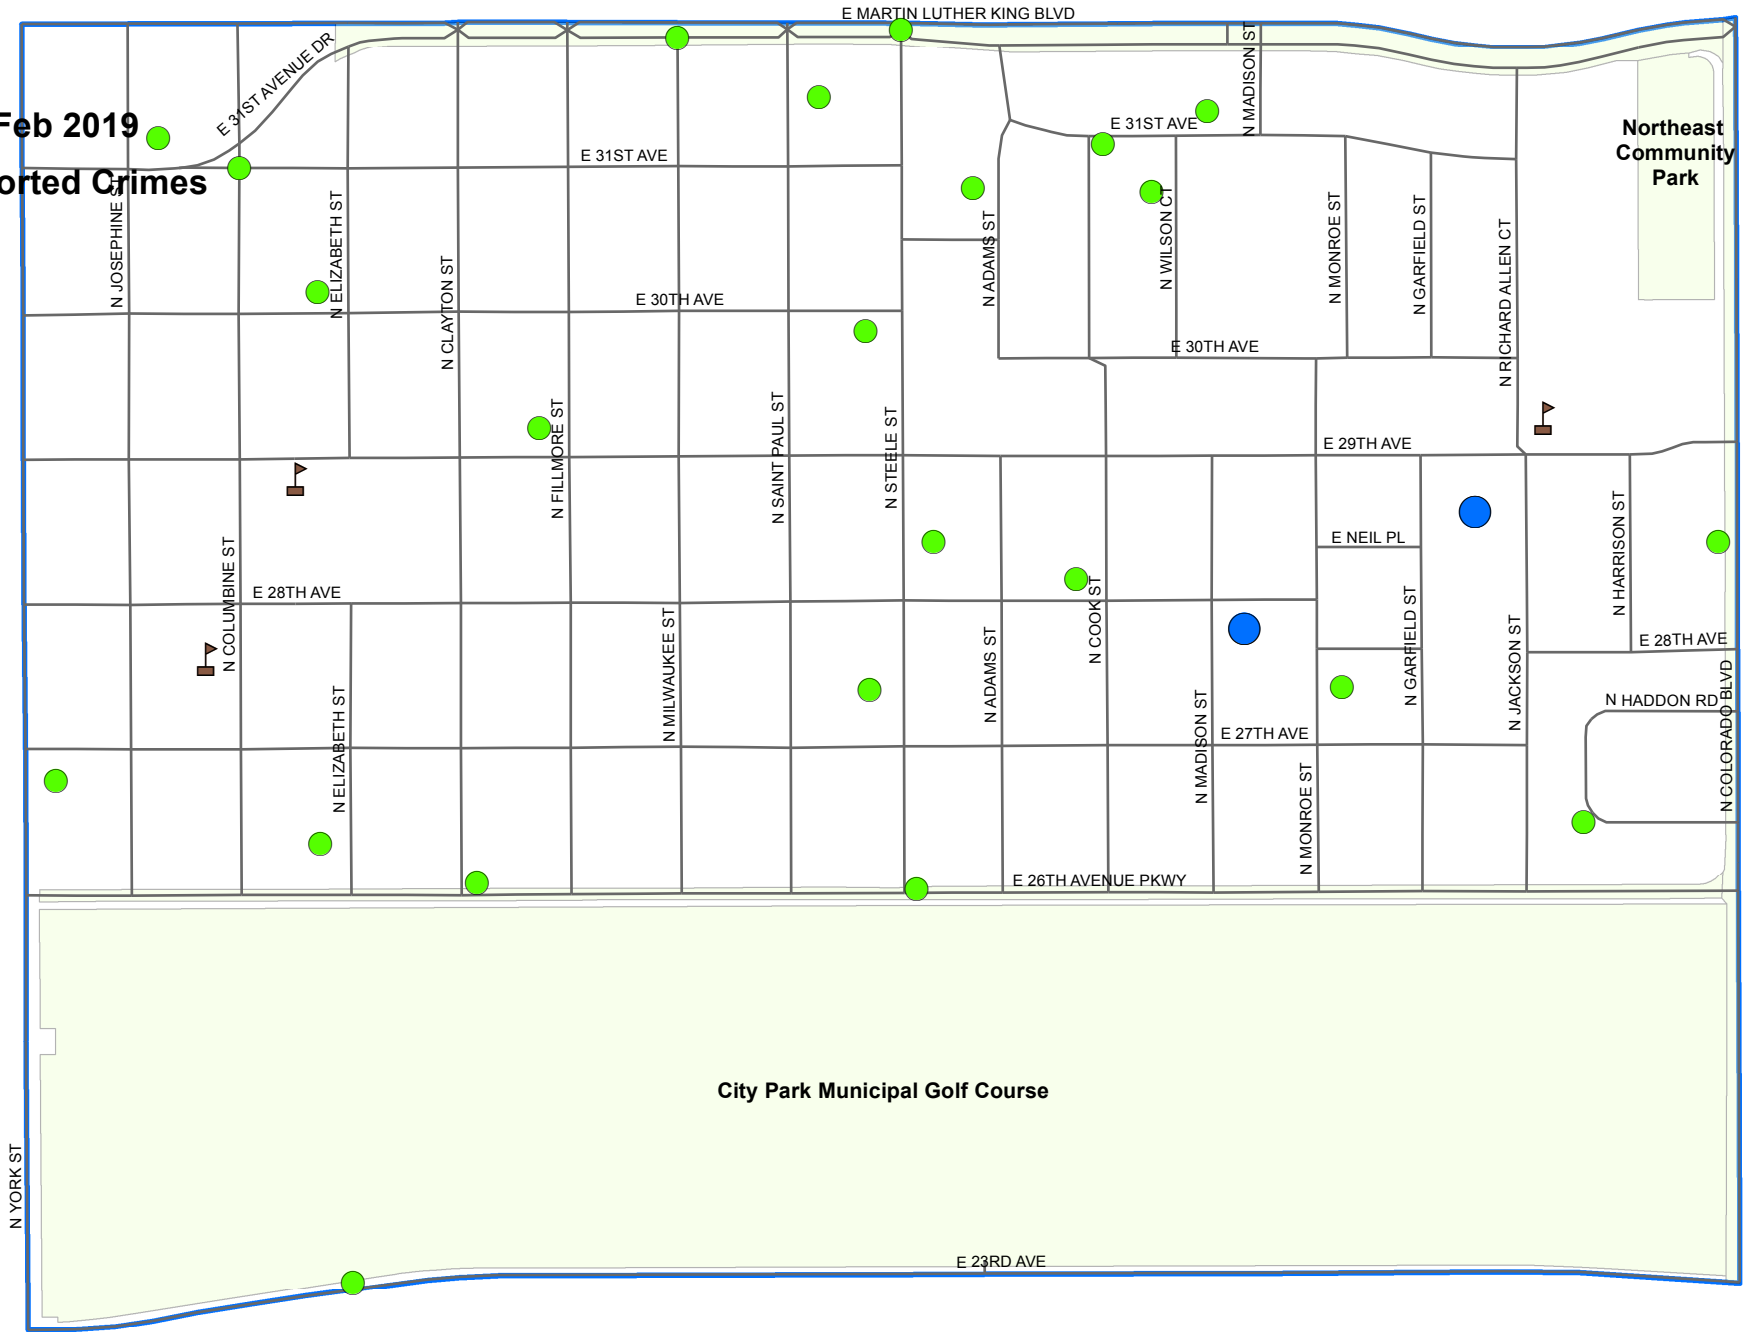 E MARTIN LUTHER KING BLVD
E 31ST AVENUE DR
N MADISON ST
Feb 2019
orted Crimes
E 31ST AVE
E 31ST AVE
Northeast
Community
Park
N JOSEPHINE ST
N ELIZABETH ST
N CLAYTON ST
E 30TH AVE
N ADAMS ST
N WILSON CT
N MONROE ST
N GARFIELD ST
N RICHARD ALLEN CT
E 30TH AVE
N FILLMORE ST
N SAINT PAUL ST
N STEELE ST
E 29TH AVE
N COLUMBINE ST
E 28TH AVE
N MILWAUKEE ST
N ADAMS ST
N COOK ST
E NEIL PL
N GARFIELD ST
N JACKSON ST
N HARRISON ST
E 28TH AVE
N HADDON RD
N COLORADO BLVD
N ELIZABETH ST
N MADISON ST
E 27TH AVE
N MONROE ST
E 26TH AVENUE PKWY
City Park Municipal Golf Course
N YORK ST
E 23RD AVE